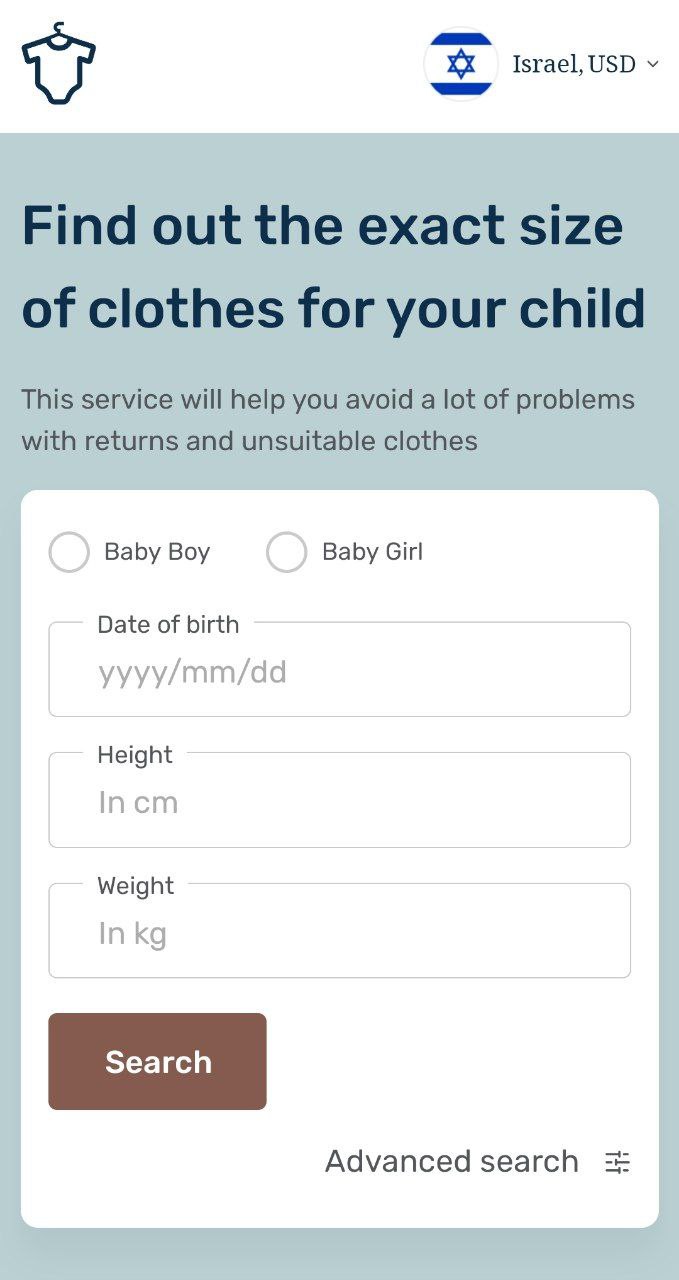 Israel, USD
Find out the exact size
of clothes for your child
This service will help you avoid a lot of problems
with returns and unsuitable clothes
Baby Boy
Baby Girl
Date of birth
yyyy/mm/dd
Height
In cm
Weight
In kg
Search
Advanced search